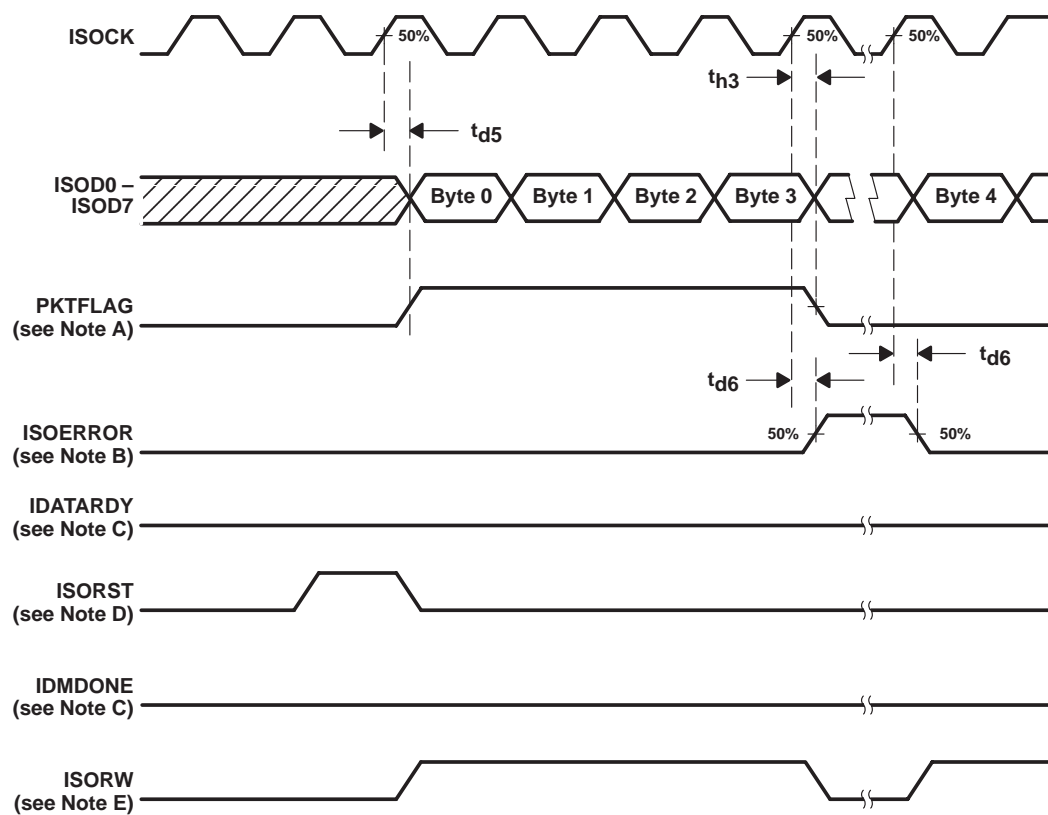 ISOCK
50%
50%
50%
th3
td5
ISOD0 –
ISOD7
Byte 0
Byte 1
Byte 2
Byte 3
Byte 4
PKTFLAG
(see Note A)
td6
td6
ISOERROR
(see Note B)
50%
50%
IDATARDY
(see Note C)
ISORST
(see Note D)
IDMDONE
(see Note C)
ISORW
(see Note E)